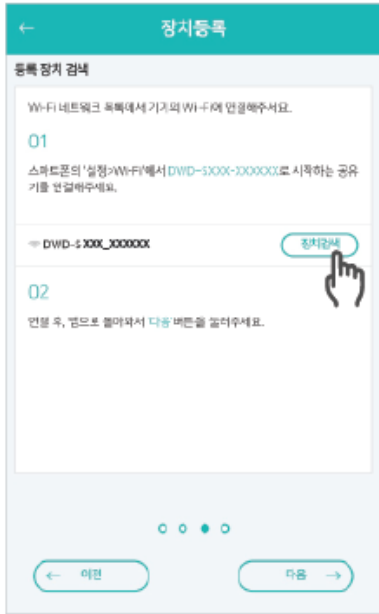 ← 장치등록
등록 장치 검색
Wi-Fi 네트워크 목록에서 기기의 Wi-Fi에 연결해주세요.
01
스마트폰의 '설정>Wi-Fi'에서 DWD-SXXX-XXXXXX로 시작하는 공유
기를 연결해주세요.
DWD-S XXX_XXXXXX 장치검색
02
연결 후, 앱으로 돌아와서 '다음' 버튼을 눌러주세요.
← 이전 다음 →